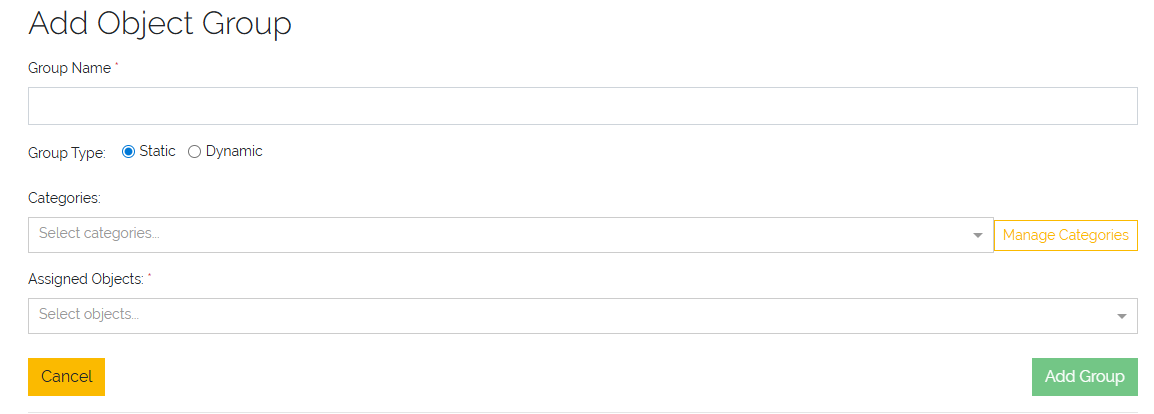 Add Object Group
Group Name *
Group Type: Static Dynamic
Categories:
Select categories... Manage Categories
Assigned Objects: *
Select objects...
Cancel Add Group